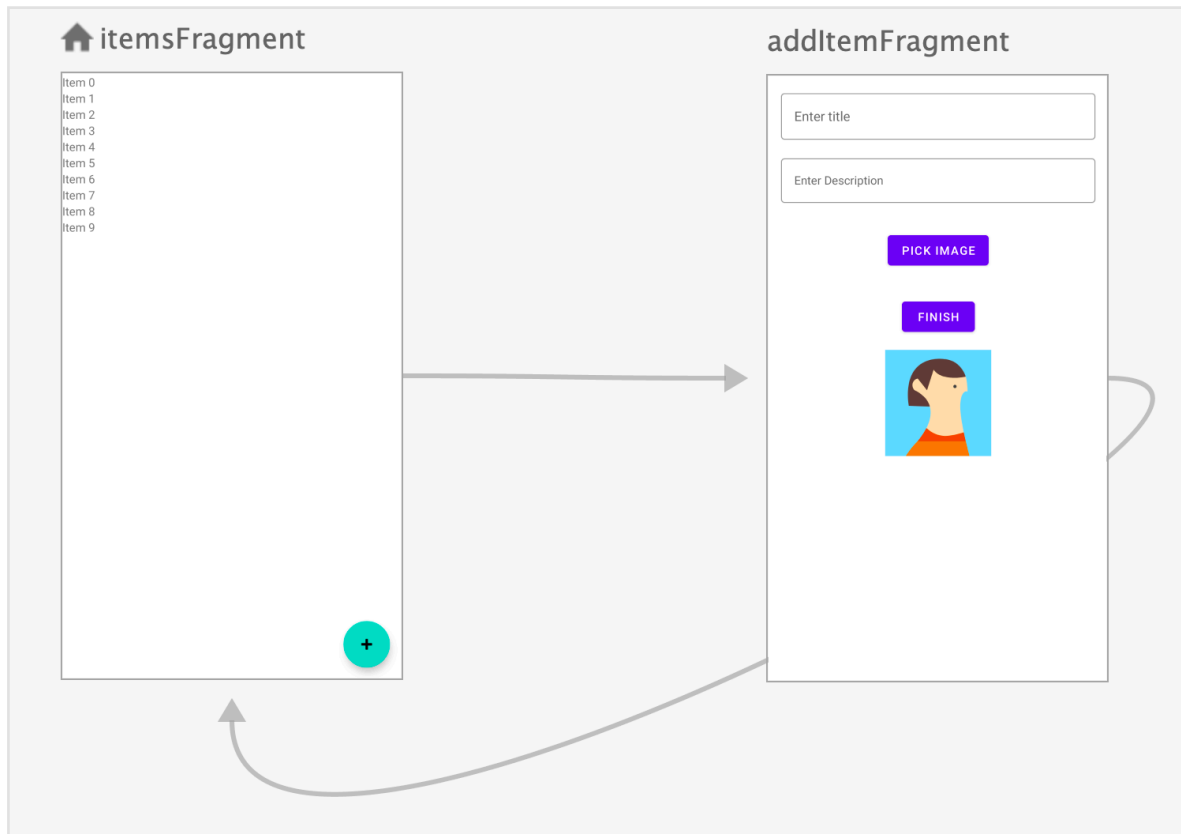 itemsFragment
Item 0
Item 1
Item 2
Item 3
Item 4
Item 5
Item 6
Item 7
Item 8
Item 9
+
addItemFragment
Enter title
Enter Description
PICK IMAGE
FINISH